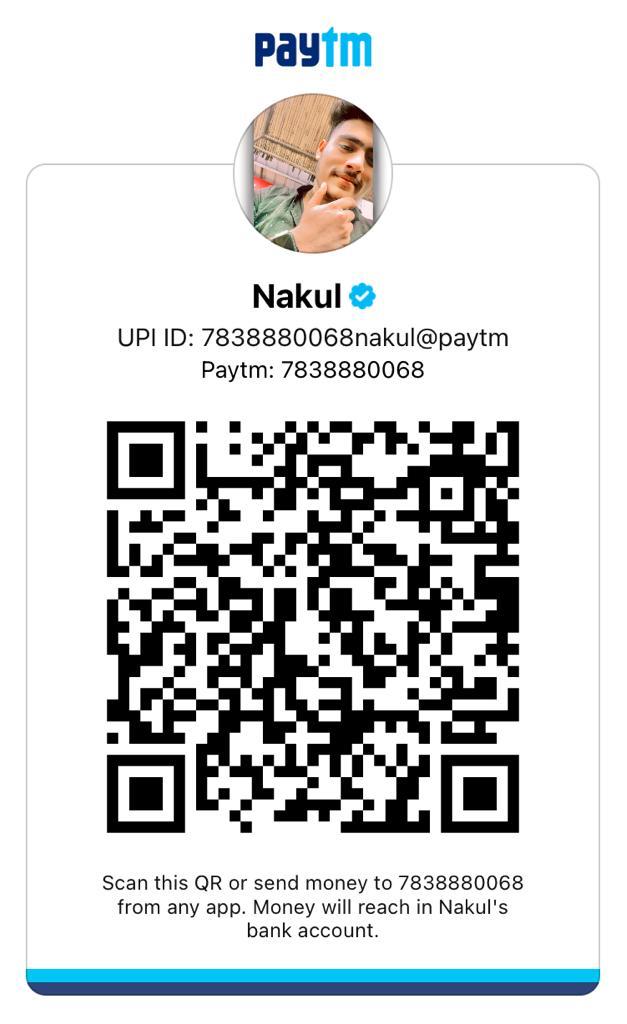 paytm
Nakul
UPI ID: 7838880068nakul@paytm
Paytm: 7838880068
Scan this QR or send money to 7838880068
from any app. Money will reach in Nakul's
bank account.